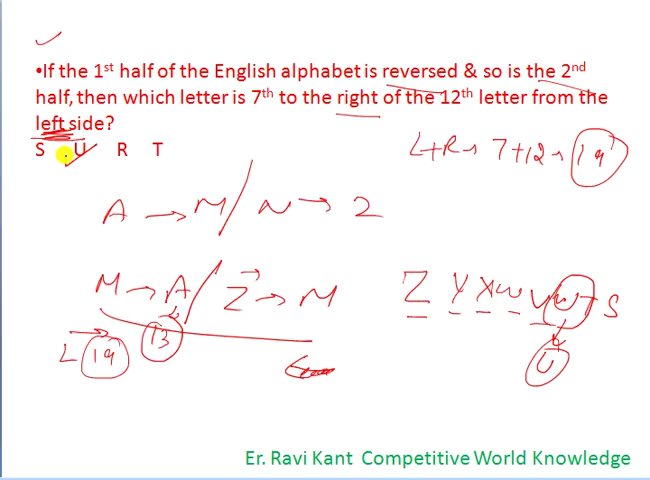 •If the 1st half of the English alphabet is reversed & so is the 2nd
half, then which letter is 7th to the right of the 12th letter from the
left side?
S U R T
L+R → 7+12 → 19
A → M / N → Z
M → A / Z → M
Z Y X W V U T S
L 19 13
U
Er. Ravi Kant Competitive World Knowledge